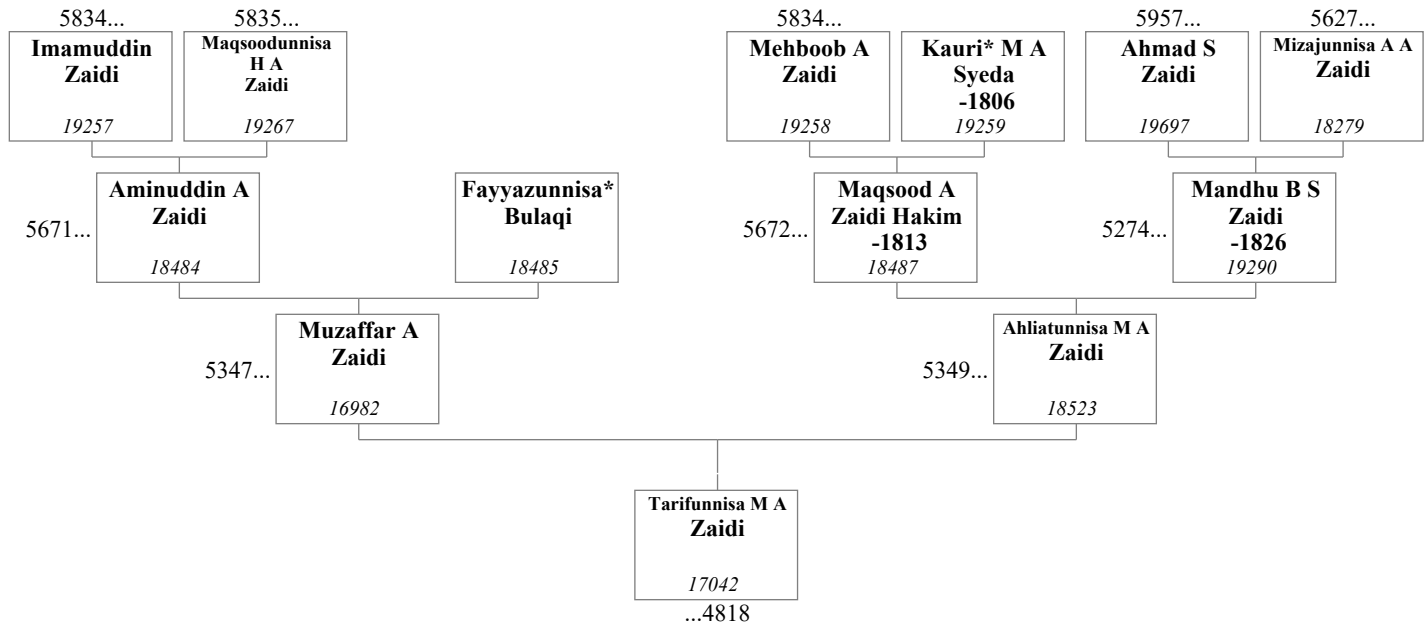 5834...
5835...
5834...
5957...
5627...
Imamuddin
Zaidi
19257
Maqsoodunnisa
H A
Zaidi
19267
Mehboob A
Zaidi
19258
Kauri* M A
Syeda
-1806
19259
Ahmad S
Zaidi
19697
Mizajunnisa A A
Zaidi
18279
5671...
Aminuddin A
Zaidi
18484
Fayyazunnisa*
Bulaqi
18485
5672...
Maqsood A
Zaidi Hakim
-1813
18487
5274...
Mandhu B S
Zaidi
-1826
19290
5347...
Muzaffar A
Zaidi
16982
5349...
Ahliatunnisa M A
Zaidi
18523
Tarifunnisa M A
Zaidi
17042
...4818